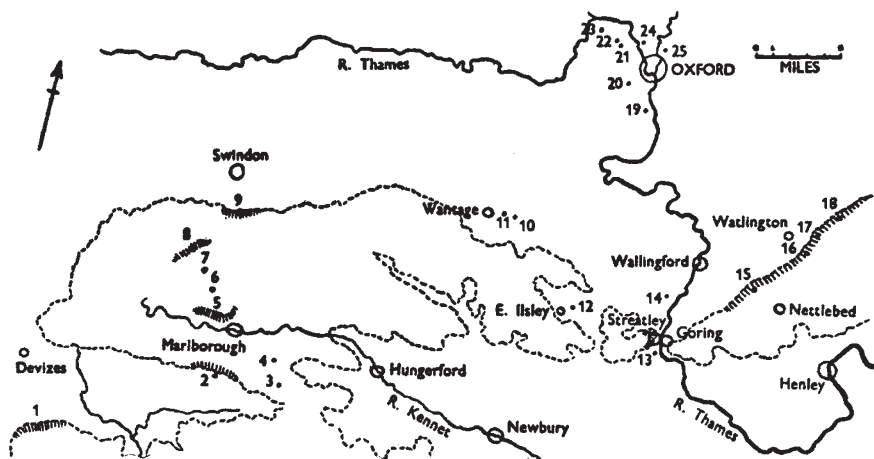 23
22
21
24
25
OXFORD
MILES
R. Thames
20
19
Swindon
9
8
7
6
5
Wantage
11
10
Watlington
18
17
16
15
Wallingford
14
E. Ilsley
12
Streatley
Goring
13
Nettlebed
Marlborough
Devizes
4
3
2
1
Hungerford
R. Kennet
Newbury
R. Thames
Henley